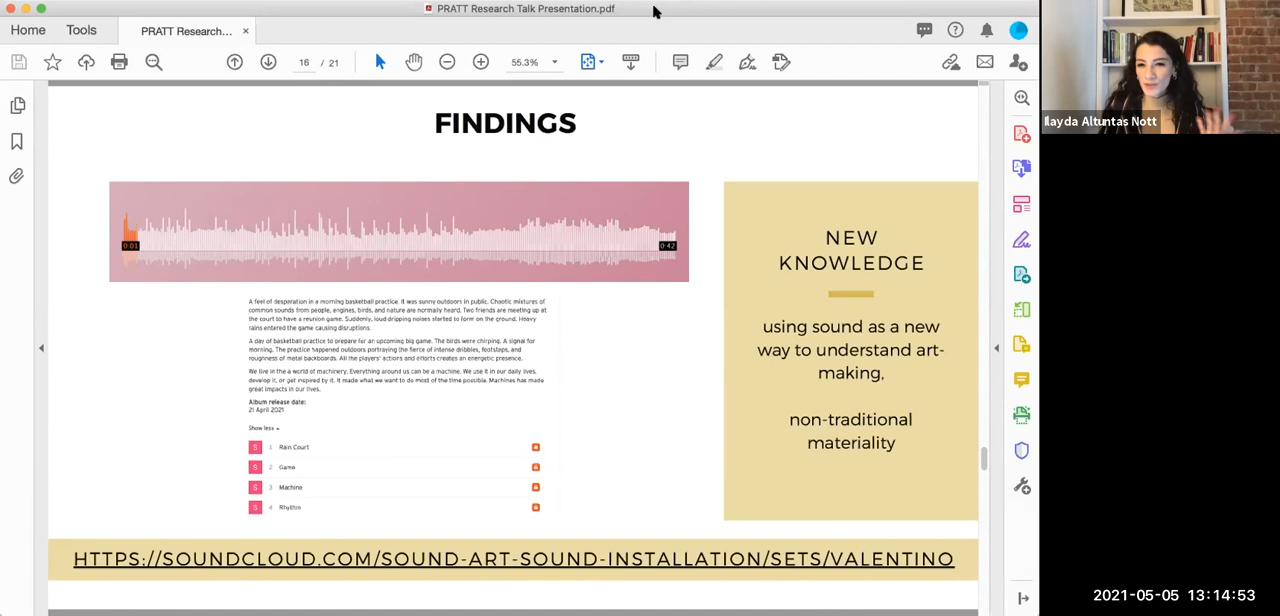 PRATT Research Talk Presentation.pdf
Home
Tools
PRATT Research... ×
16 / 21
55.3%
Ilayda Altuntas Nott
FINDINGS
0:01
0:42
A feel of desperation in a morning basketball practice. It was sunny outdoors in public. Chaotic mixtures of
common sounds from people, engines, birds, and nature are normally heard. Two friends are meeting up at
the court to have a reunion game. Suddenly, loud dripping noises started to form on the ground. Heavy
rains entered the game causing disruptions.
A day of basketball practice to prepare for an upcoming big game. The birds were chirping. A signal for
morning. The practice happened outdoors portraying the fierce of intense dribbles, footsteps, and
roughness of metal backboards. All the players' actions and efforts creates an energetic presence.
We live in the a world of machinery. Everything around us can be a machine. We use it in our daily lives,
develop it, or get inspired by it. It made what we want to do most of the time possible. Machines has made
great impacts in our lives.
Album release date:
21 April 2021
Show less
S 1 Rain Court
S 2 Game
S 3 Machine
S 4 Rhythm
NEW
KNOWLEDGE
using sound as a new
way to understand art-
making,
non-traditional
materiality
HTTPS://SOUNDCLOUD.COM/SOUND-ART-SOUND-INSTALLATION/SETS/VALENTINO
2021-05-05 13:14:53